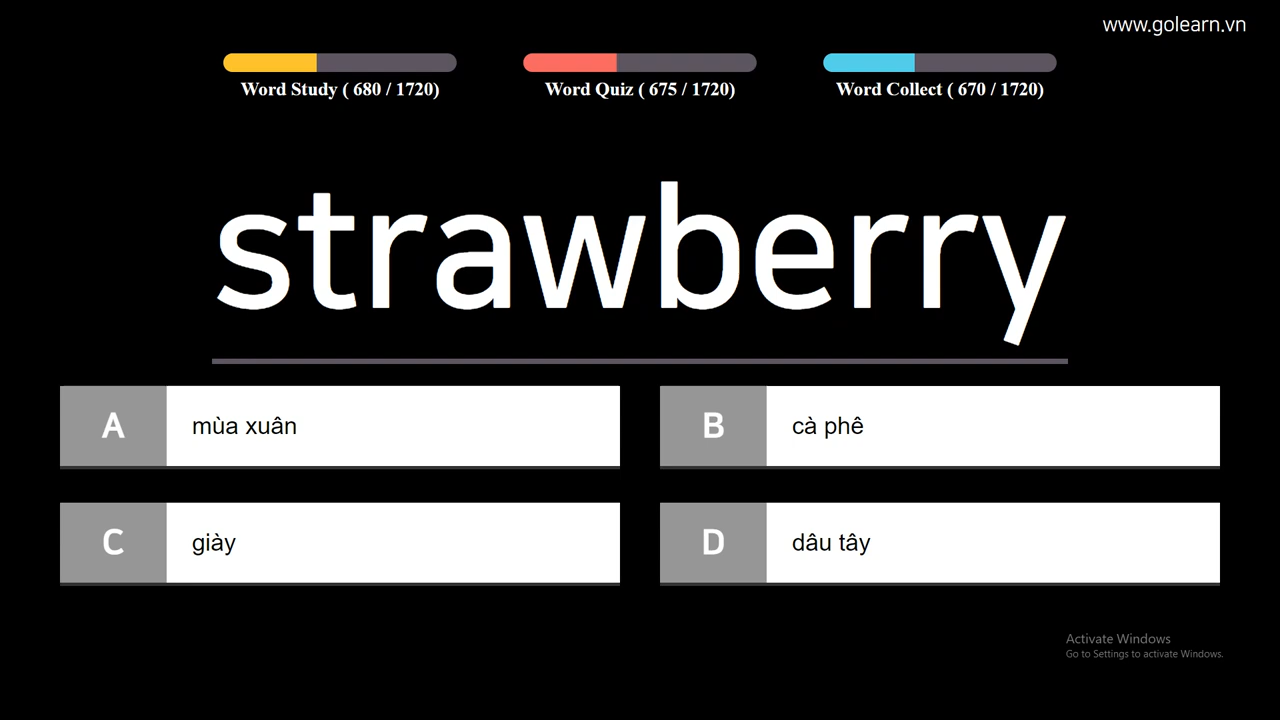 www.golearn.vn
Word Study ( 680 / 1720)
Word Quiz ( 675 / 1720)
Word Collect ( 670 / 1720)
strawberry
A mùa xuân
B cà phê
C giày
D dâu tây
Activate Windows
Go to Settings to activate Windows.